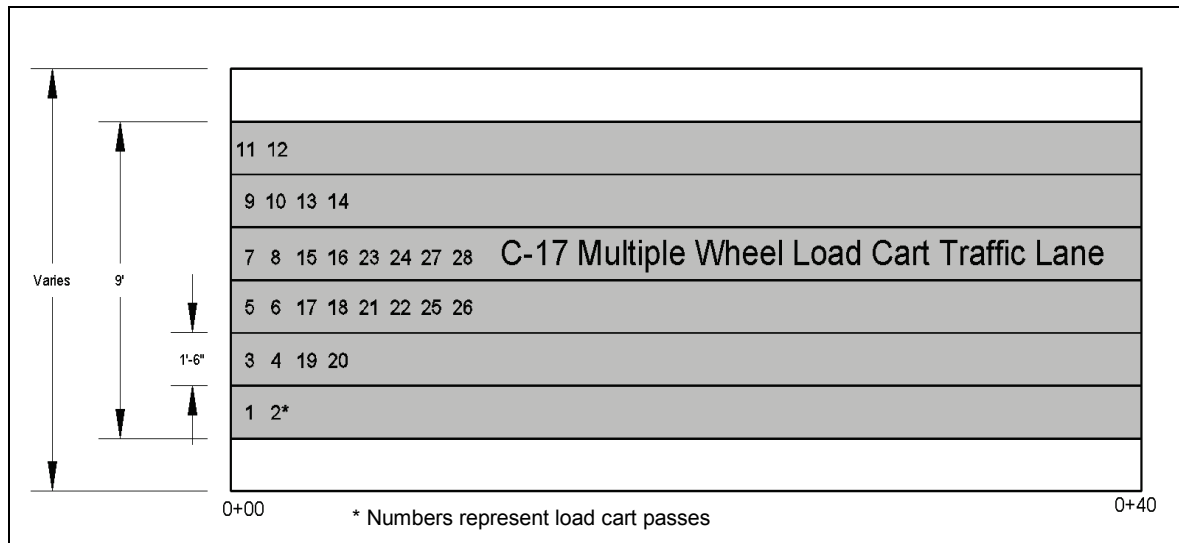 11 12
9 10 13 14
7 8 15 16 23 24 27 28 C-17 Multiple Wheel Load Cart Traffic Lane
Varies 9'
5 6 17 18 21 22 25 26
1'-6" 3 4 19 20
1 2*
0+00 0+40
* Numbers represent load cart passes